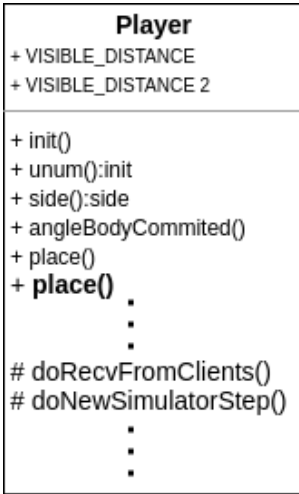 Player
+ VISIBLE_DISTANCE
+ VISIBLE_DISTANCE 2
+ init()
+ unum():init
+ side():side
+ angleBodyCommited()
+ place()
+ place()
# doRecvFromClients()
# doNewSimulatorStep()